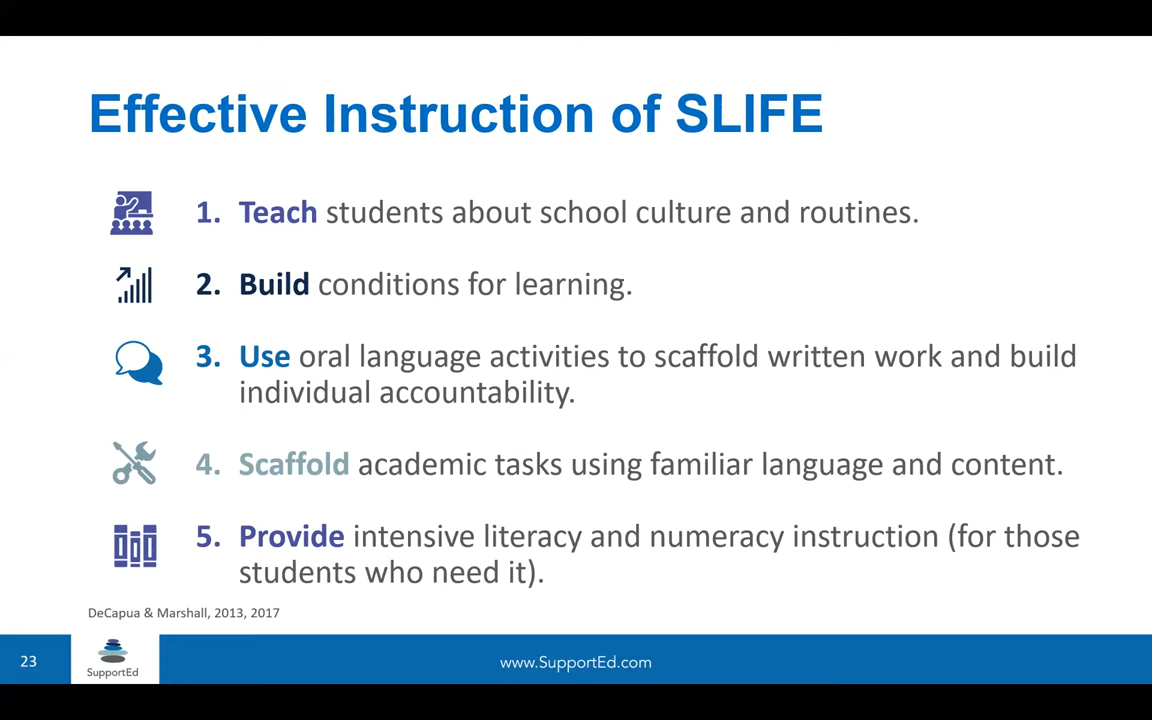 Effective Instruction of SLIFE
1. Teach students about school culture and routines.
2. Build conditions for learning.
3. Use oral language activities to scaffold written work and build
individual accountability.
4. Scaffold academic tasks using familiar language and content.
5. Provide intensive literacy and numeracy instruction (for those
students who need it).
DeCapua & Marshall, 2013, 2017
23
SupportEd
www.SupportEd.com